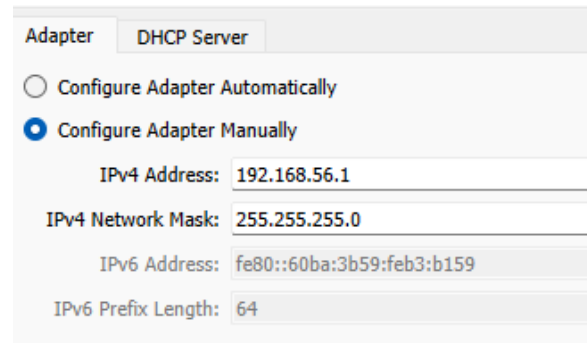 Adapter DHCP Server
Configure Adapter Automatically
Configure Adapter Manually
IPv4 Address: 192.168.56.1
IPv4 Network Mask: 255.255.255.0
IPv6 Address: fe80::60ba:3b59:feb3:b159
IPv6 Prefix Length: 64